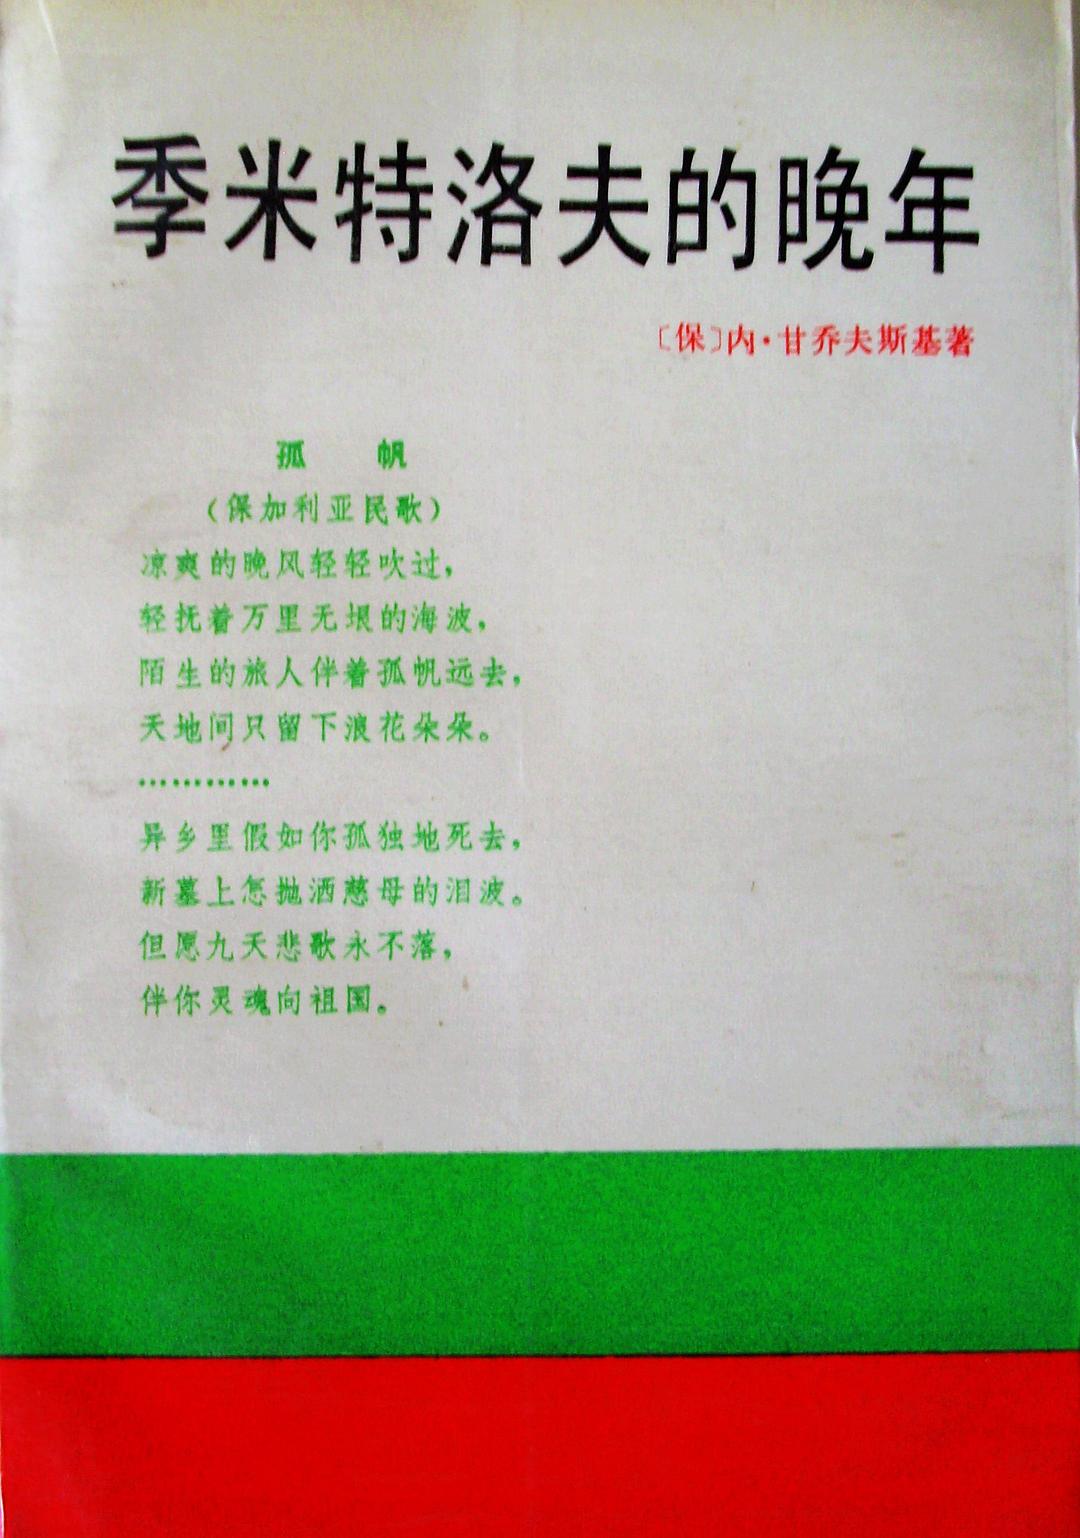 季米特洛夫的晚年
〔保〕内·甘乔夫斯基著
孤 帆
（保加利亚民歌）
凉爽的晚风轻轻吹过，
轻抚着万里无垠的海波，
陌生的旅人伴着孤帆远去，
天地间只留下浪花朵朵。
…………
异乡里假如你孤独地死去，
新墓上怎抛洒慈母的泪波。
但愿九天悲歌永不落，
伴你灵魂向祖国。